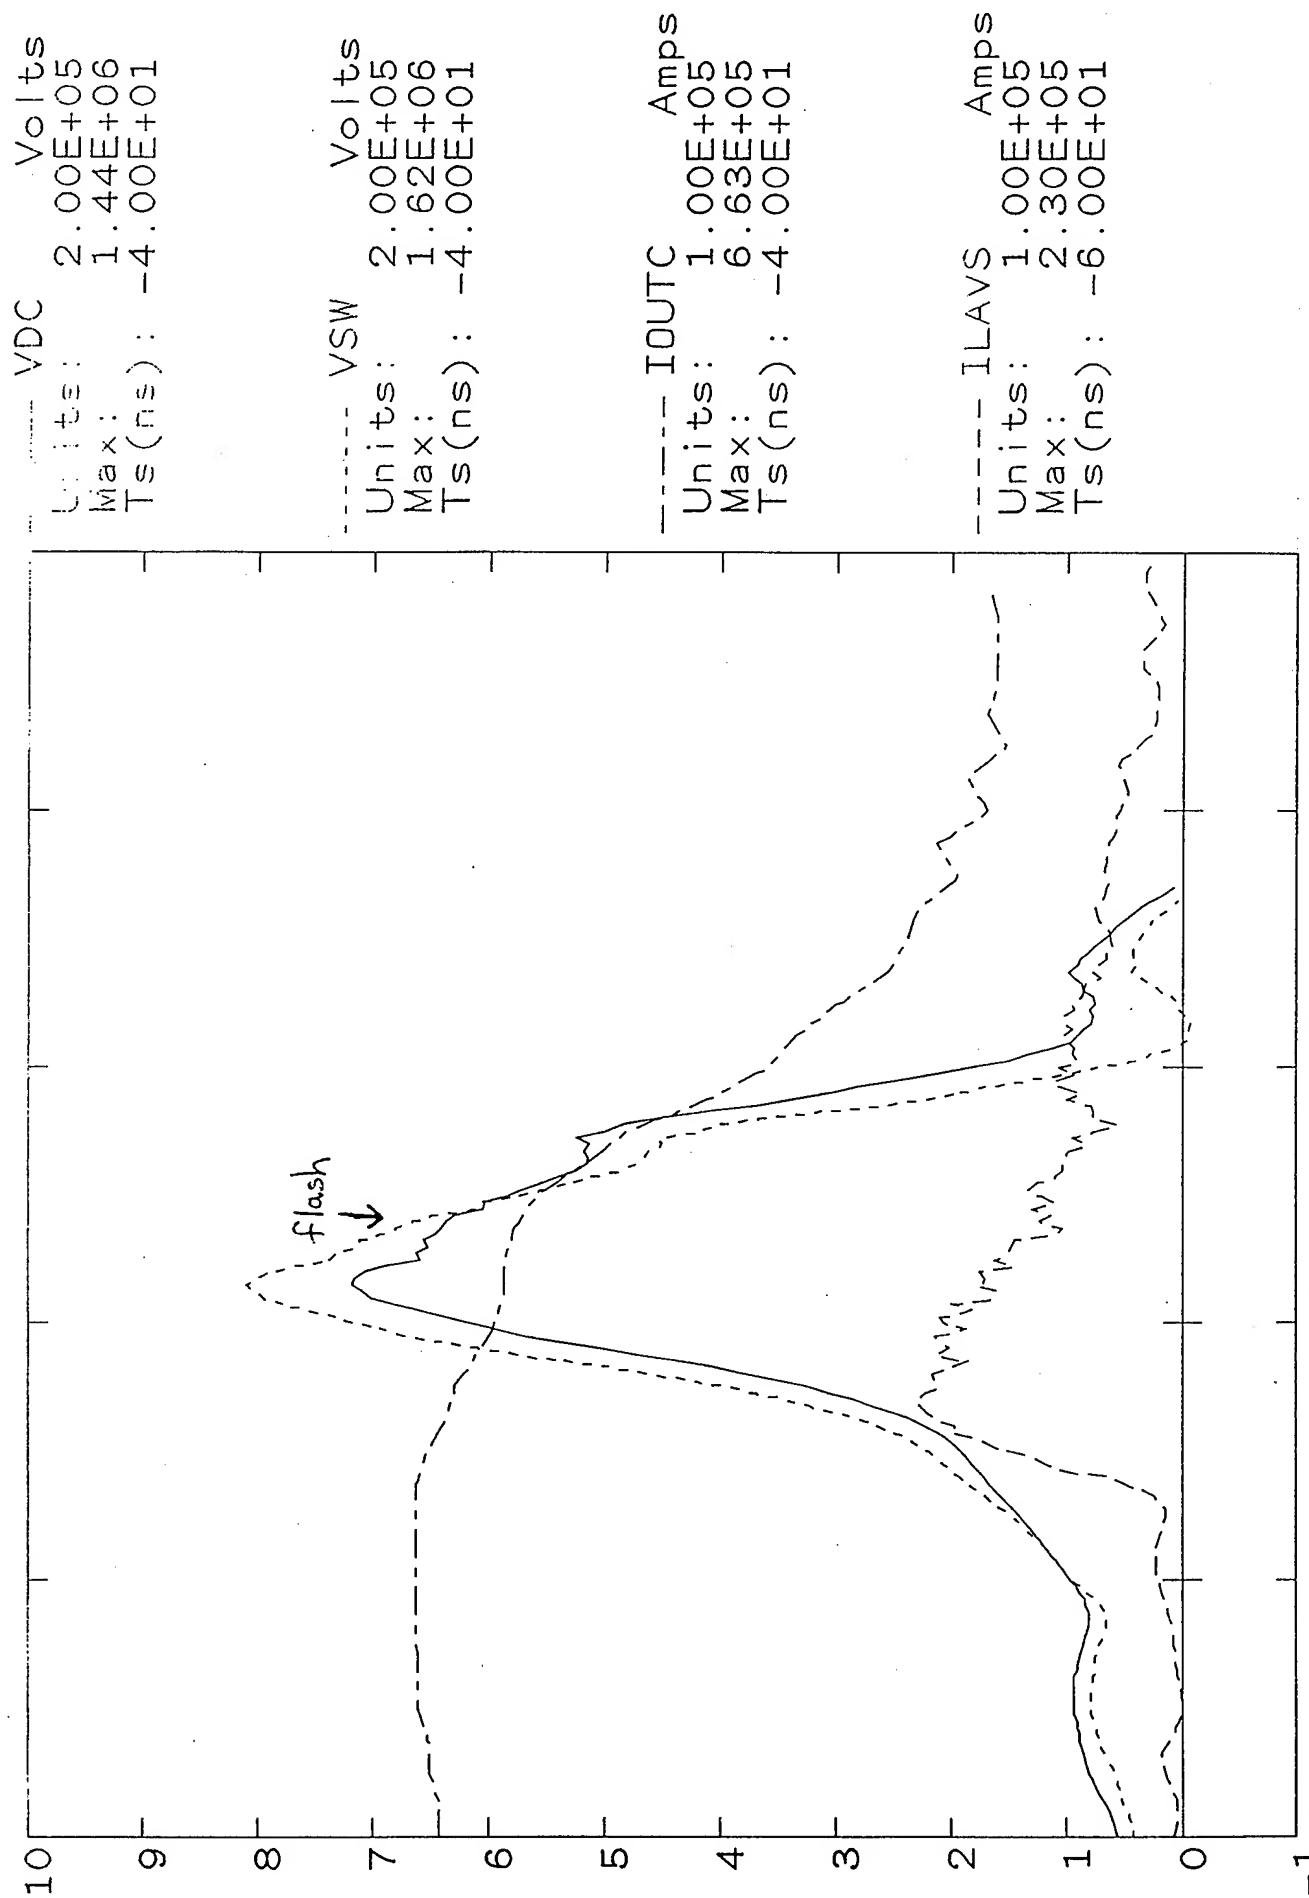 VDC Volts
Units: 2.00E+05
Max: 1.44E+06
Ts(ns): -4.00E+01
VSW Volts
Units: 2.00E+05
Max: 1.62E+06
Ts(ns): -4.00E+01
IOUTC Amps
Units: 1.00E+05
Max: 6.63E+05
Ts(ns): -4.00E+01
ILAVS Amps
Units: 1.00E+05
Max: 2.30E+05
Ts(ns): -6.00E+01
flash
10
9
8
7
6
5
4
3
2
1
0
-1